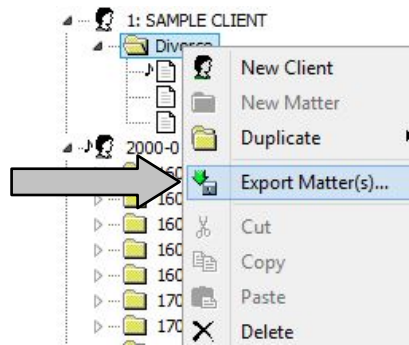 1: SAMPLE CLIENT
Divorce
New Client
New Matter
Duplicate
2000-0
160
Export Matter(s)...
160
160
Cut
160
Copy
160
170
Paste
170
Delete